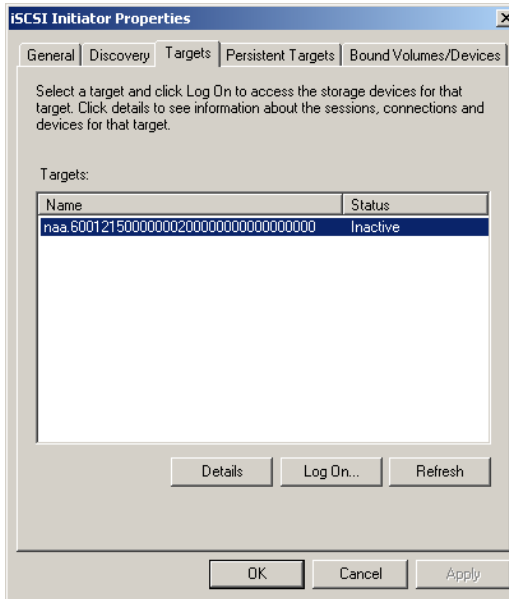 iSCSI Initiator Properties
General Discovery Targets Persistent Targets Bound Volumes/Devices
Select a target and click Log On to access the storage devices for that
target. Click details to see information about the sessions, connections and
devices for that target.
Targets:
Name Status
naa.60012150000000200000000000000000 Inactive
Details Log On... Refresh
OK Cancel Apply